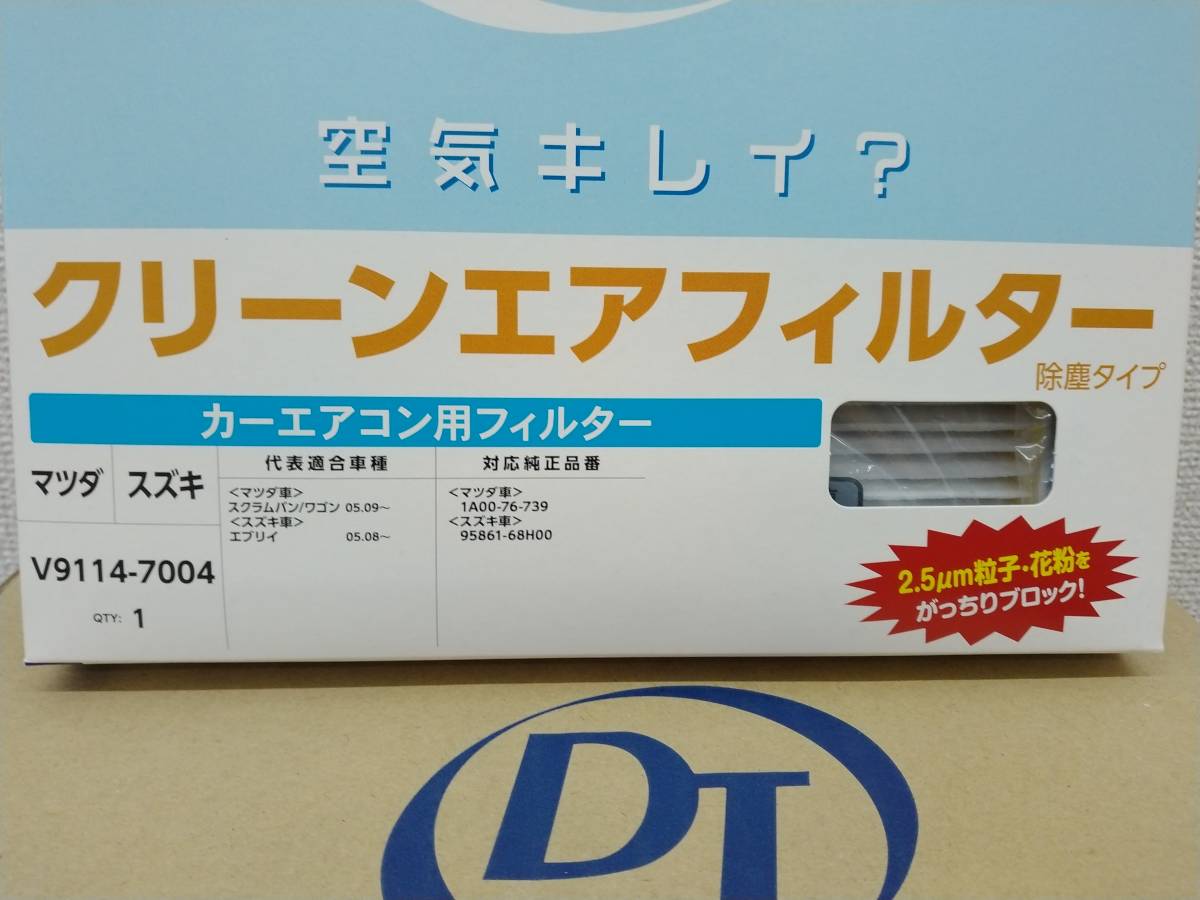 空気キレイ？
クリーンエアフィルター
除塵タイプ
カーエアコン用フィルター
マツダ スズキ
V9114-7004
QTY: 1
代表適合車種
<マツダ車>
スクラムバン/ワゴン 05.09～
<スズキ車>
エブリイ 05.08～
対応純正品番
<マツダ車>
1A00-76-739
<スズキ車>
95861-68H00
2.5μm粒子・花粉を
がっちりブロック!
DT